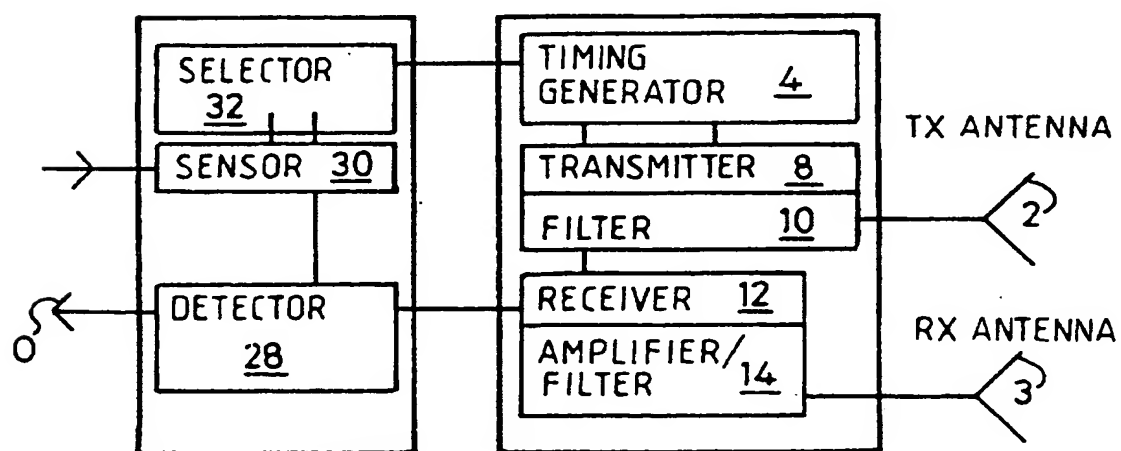 SELECTOR
32
SENSOR 30
DETECTOR
28
O
TIMING
GENERATOR 4
TRANSMITTER 8
FILTER 10
RECEIVER 12
AMPLIFIER/
FILTER 14
TX ANTENNA
2
RX ANTENNA
3